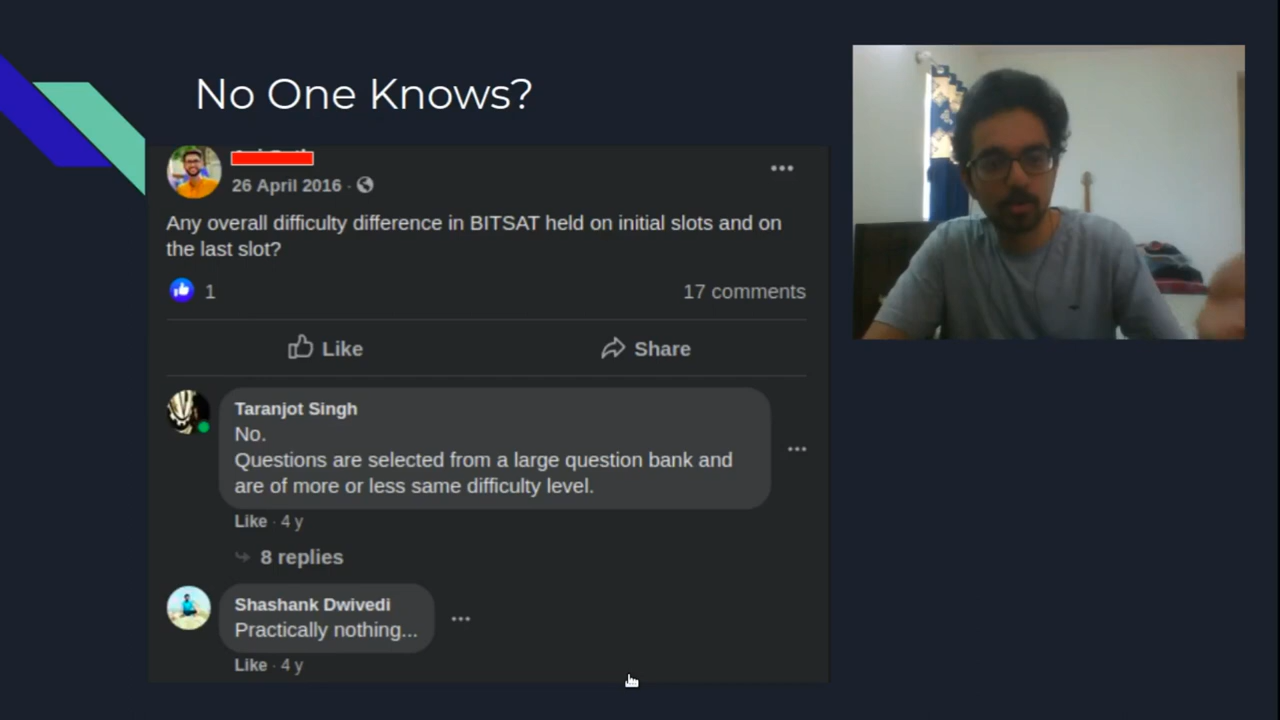 No One Knows?
26 April 2016 ·
Any overall difficulty difference in BITSAT held on initial slots and on
the last slot?
1
17 comments
Like
Share
Taranjot Singh
No.
Questions are selected from a large question bank and
are of more or less same difficulty level.
Like · 4 y
8 replies
Shashank Dwivedi
Practically nothing...
Like · 4 y